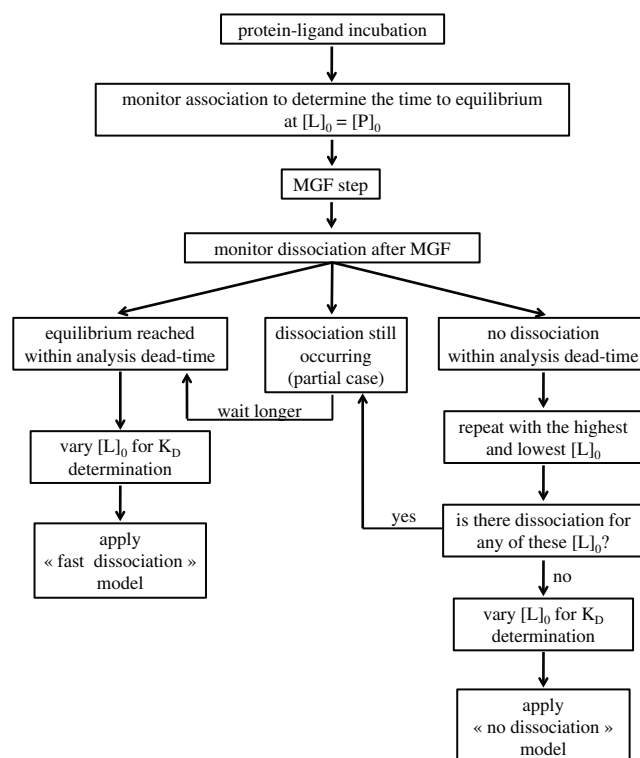 protein-ligand incubation
monitor association to determine the time to equilibrium
at [L]₀ = [P]₀
MGF step
monitor dissociation after MGF
equilibrium reached
within analysis dead-time
dissociation still
occurring
(partial case)
no dissociation
within analysis dead-time
wait longer
vary [L]₀ for K_D
determination
repeat with the highest
and lowest [L]₀
apply
« fast dissociation »
model
yes
is there dissociation for
any of these [L]₀?
no
vary [L]₀ for K_D
determination
apply
« no dissociation »
model